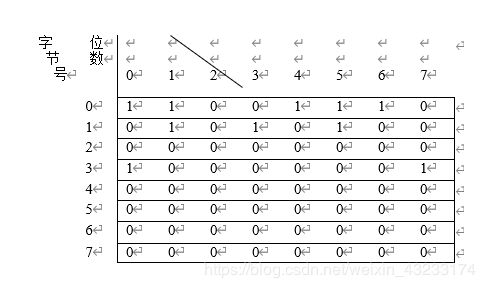 字 位
节 数
号 0 1 2 3 4 5 6 7
0 1 1 0 0 1 1 1 0
1 0 1 0 1 0 1 0 0
2 0 0 0 0 0 0 0 0
3 1 0 0 0 0 0 0 1
4 0 0 0 0 0 0 0 0
5 0 0 0 0 0 0 0 0
6 0 0 0 0 0 0 0 0
7 0 0 0 0 0 0 0 0
https://blog.csdn.net/weixin_43233174